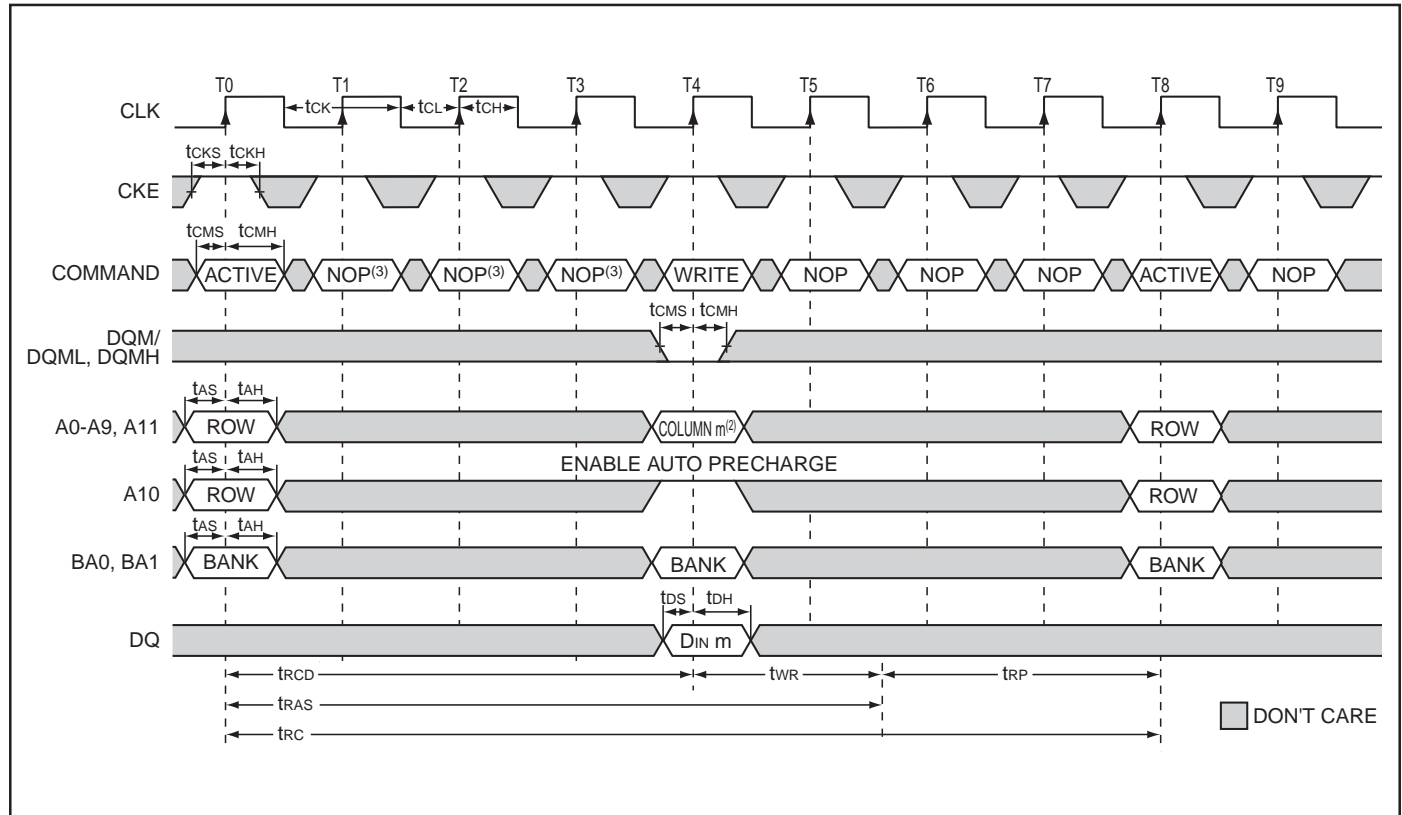 T0 T1 T2 T3 T4 T5 T6 T7 T8 T9
CLK tCK tCL tCH
tCKS tCKH
CKE
tCMS tCMH
COMMAND ACTIVE NOP(3) NOP(3) NOP(3) WRITE NOP NOP NOP ACTIVE NOP
tCMS tCMH
DQM/
DQML, DQMH
tAS tAH
A0-A9, A11 ROW COLUMN m(2) ROW
tAS tAH ENABLE AUTO PRECHARGE
A10 ROW ROW
tAS tAH
BA0, BA1 BANK BANK BANK
tDS tDH
DQ DIN m
tRCD tWR tRP
tRAS
DON'T CARE
tRC